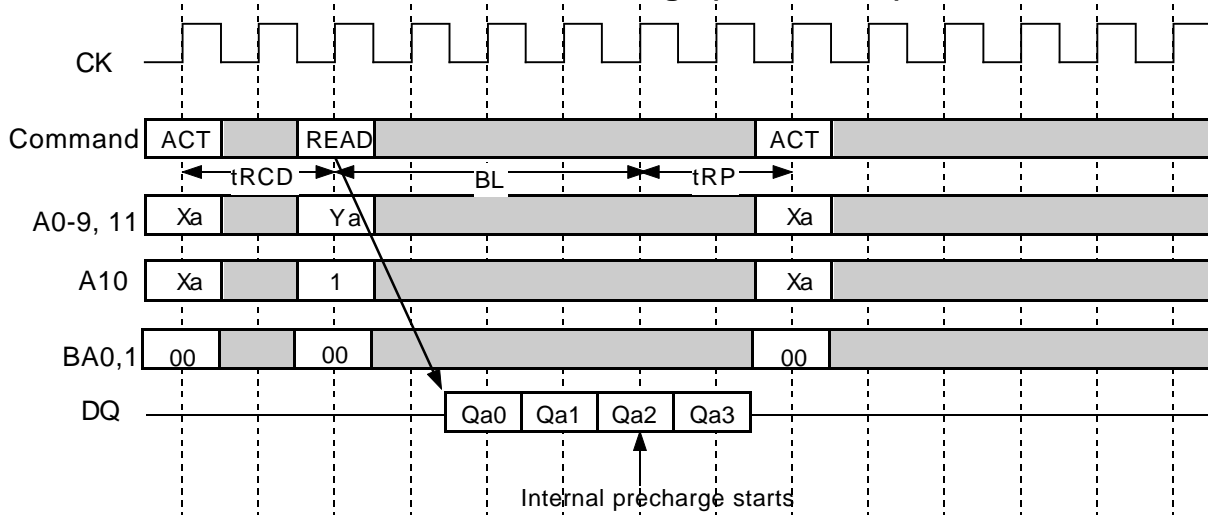 CK
Command ACT READ ACT
tRCD BL tRP
A0-9, 11 Xa Ya Xa
A10 Xa 1 Xa
BA0,1 00 00 00
DQ Qa0 Qa1 Qa2 Qa3
Internal precharge starts